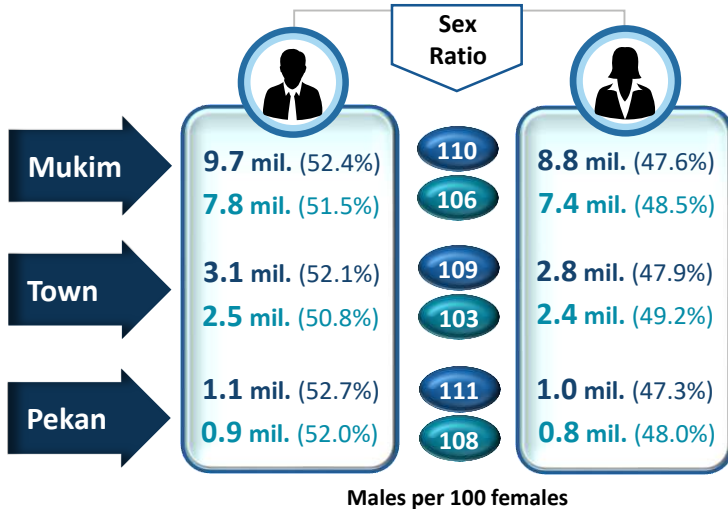 Sex
Ratio
Mukim
9.7 mil. (52.4%)
110
8.8 mil. (47.6%)
7.8 mil. (51.5%)
106
7.4 mil. (48.5%)
Town
3.1 mil. (52.1%)
109
2.8 mil. (47.9%)
2.5 mil. (50.8%)
103
2.4 mil. (49.2%)
Pekan
1.1 mil. (52.7%)
111
1.0 mil. (47.3%)
0.9 mil. (52.0%)
108
0.8 mil. (48.0%)
Males per 100 females